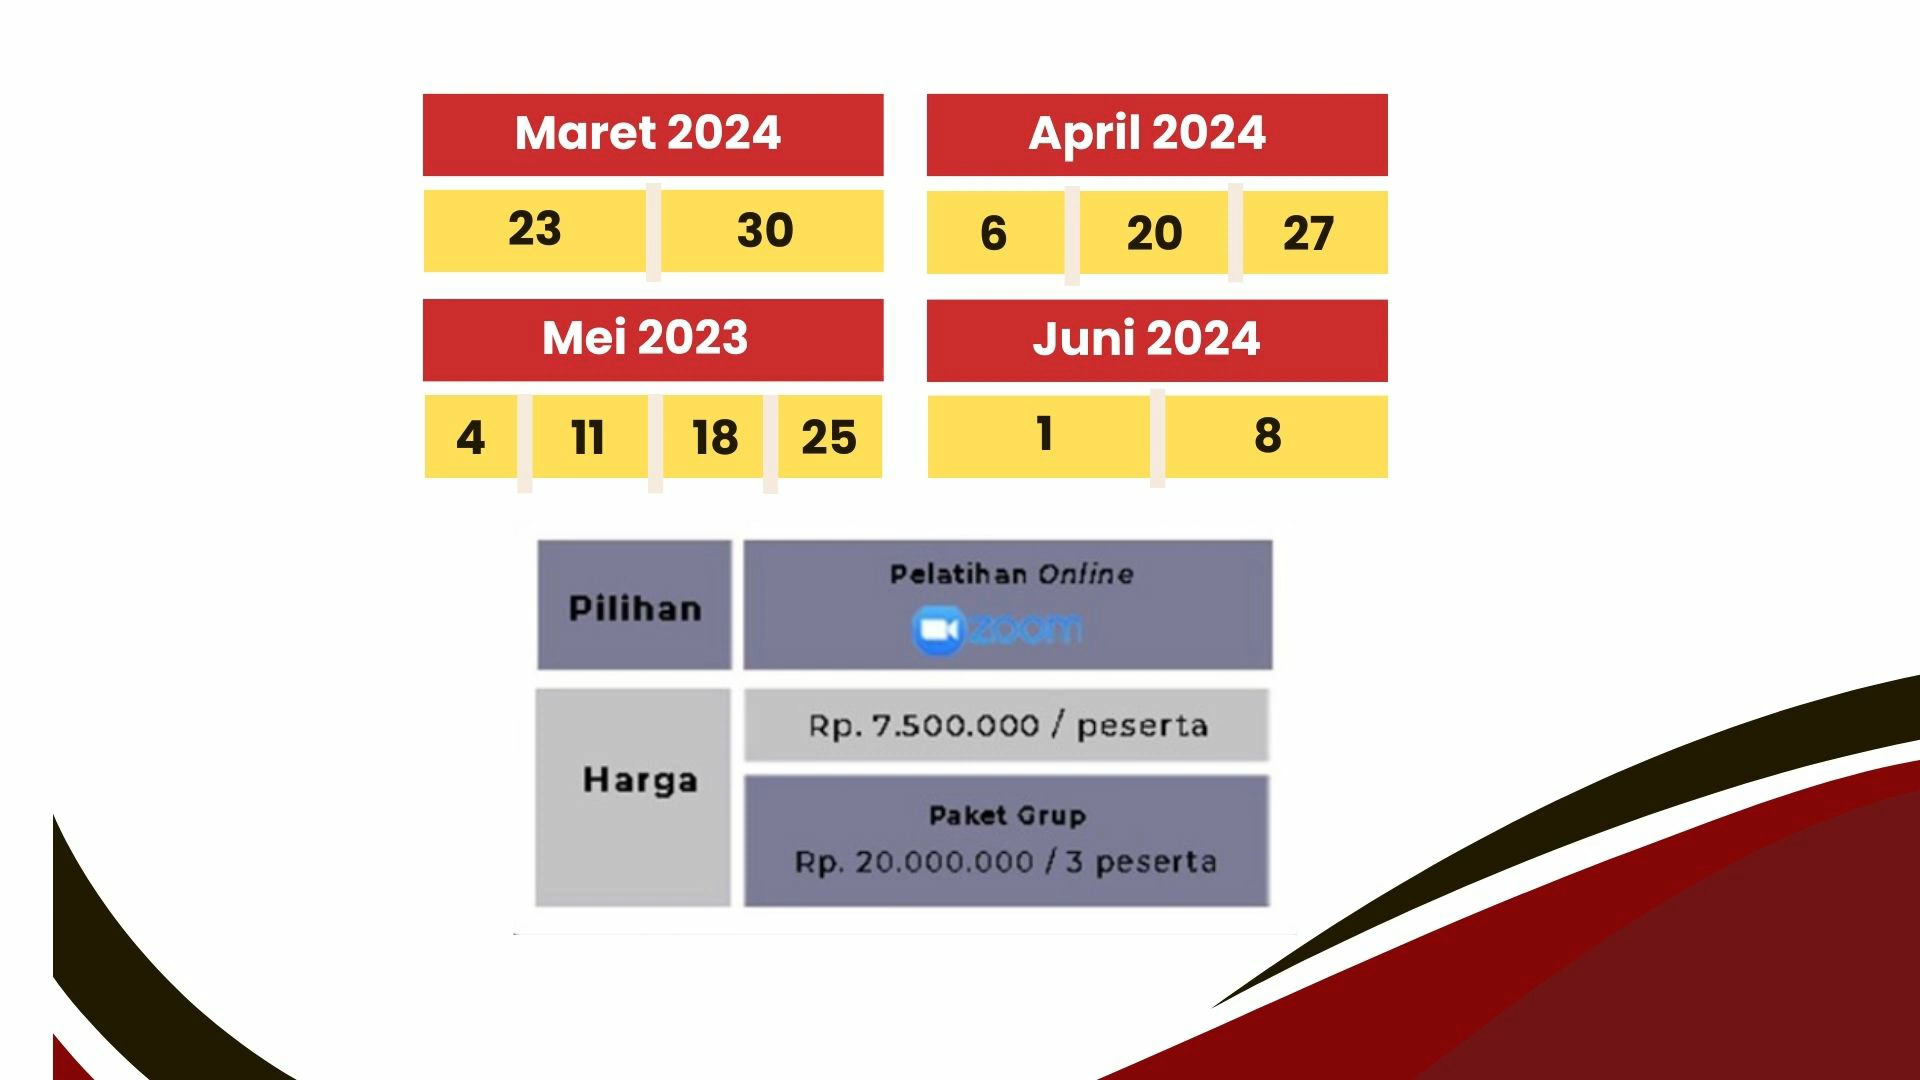 Maret 2024
23 30
April 2024
6 20 27
Mei 2023
4 11 18 25
Juni 2024
1 8
Pilihan
Pelatihan Online
zoom
Harga
Rp. 7.500.000 / peserta
Paket Grup
Rp. 20.000.000 / 3 peserta